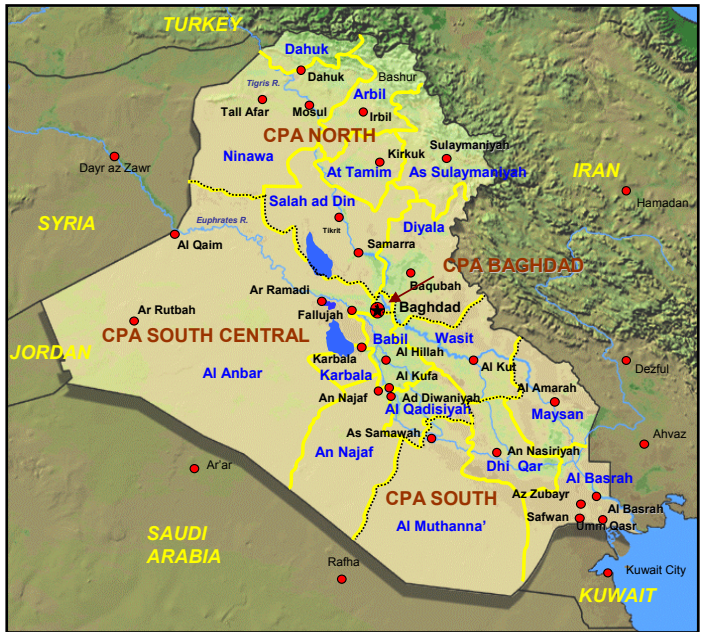 TURKEY
Dahuk
Tigris R.
Dahuk
Bashur
Arbil
Tall Afar
Mosul
Irbil
CPA NORTH
Sulaymaniyah
Kirkuk
Ninawa
Dayr az Zawr
At Tamim
As Sulaymaniyah
IRAN
Hamadan
Salah ad Din
SYRIA
Euphrates R.
Tikrit
Diyala
Al Qaim
Samarra
CPA BAGHDAD
Baqubah
Ar Ramadi
Baghdad
Ar Rutbah
Fallujah
CPA SOUTH CENTRAL
Babil
Wasit
JORDAN
Karbala
Al Hillah
Al Kut
Dezful
Al Anbar
Karbala
Al Kufa
An Najaf
Ad Diwaniyah
Al Amarah
Al Qadisiyah
Maysan
As Samawah
Ahvaz
An Najaf
An Nasiriyah
Dhi Qar
Ar'ar
Al Basrah
CPA SOUTH
Az Zubayr
Al Basrah
Safwan
Umm Qasr
Al Muthanna'
SAUDI
ARABIA
Rafha
Kuwait City
KUWAIT